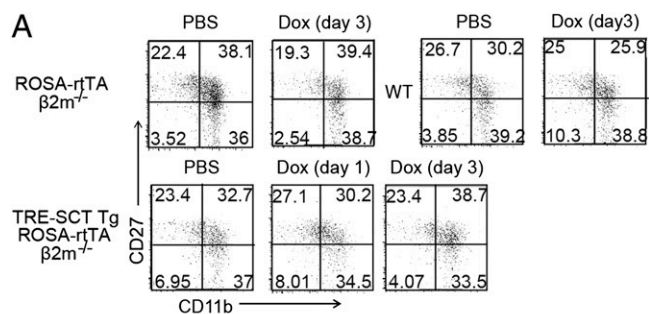 A
PBS
Dox (day 3)
PBS
Dox (day3)
ROSA-rtTA
β2m-/-
22.4 38.1
3.52 36
19.3 39.4
2.54 38.7
WT
26.7 30.2
3.85 39.2
25 25.9
10.3 38.8
PBS
Dox (day 1)
Dox (day 3)
TRE-SCT Tg
ROSA-rtTA
β2m-/-
CD27
23.4 32.7
6.95 37
27.1 30.2
8.01 34.5
23.4 38.7
4.07 33.5
CD11b